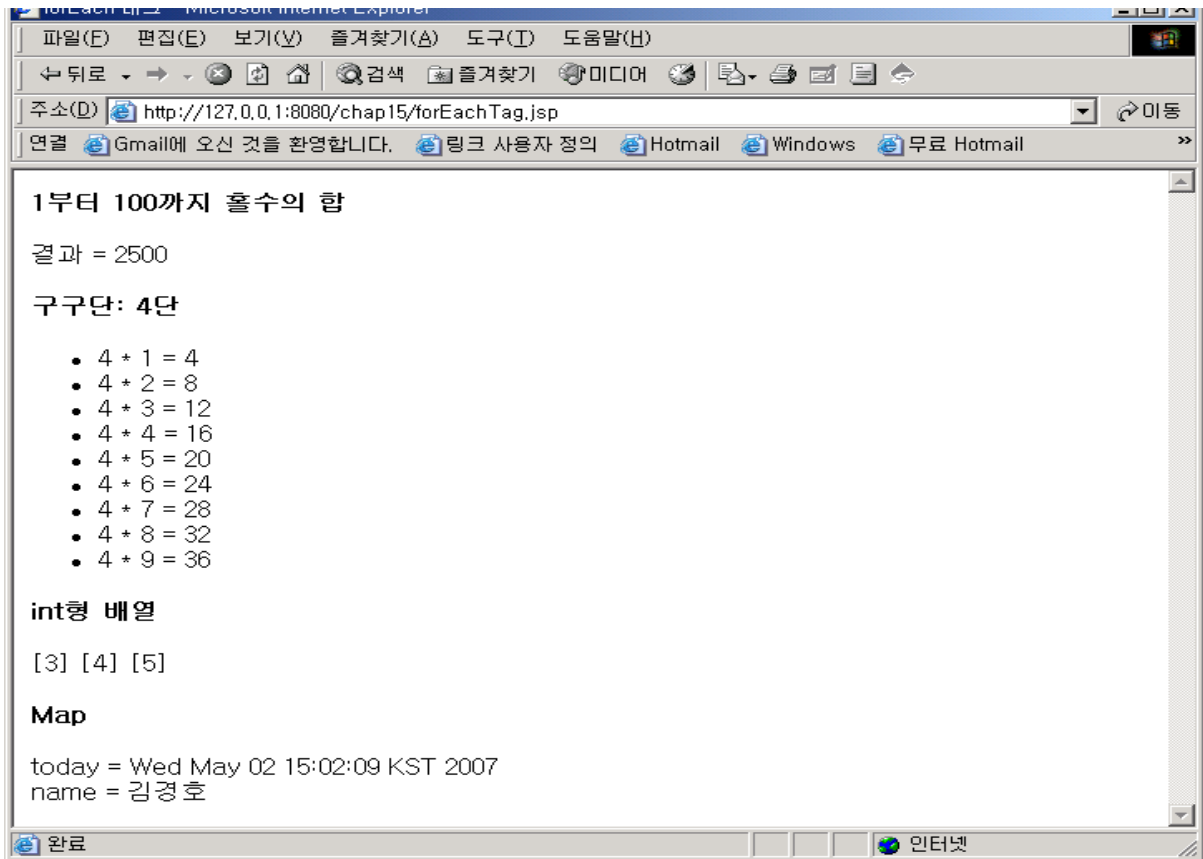 forEach 태그 - Microsoft Internet Explorer
파일(F) 편집(E) 보기(V) 즐겨찾기(A) 도구(T) 도움말(H)
뒤로 검색 즐겨찾기 미디어
주소(D) http://127.0.0.1:8080/chap15/forEachTag.jsp 이동
연결 Gmail에 오신 것을 환영합니다. 링크 사용자 정의 Hotmail Windows 무료 Hotmail »
1부터 100까지 홀수의 합
결과 = 2500
구구단: 4단
• 4 * 1 = 4
• 4 * 2 = 8
• 4 * 3 = 12
• 4 * 4 = 16
• 4 * 5 = 20
• 4 * 6 = 24
• 4 * 7 = 28
• 4 * 8 = 32
• 4 * 9 = 36
int형 배열
[3] [4] [5]
Map
today = Wed May 02 15:02:09 KST 2007
name = 김경호
완료 인터넷